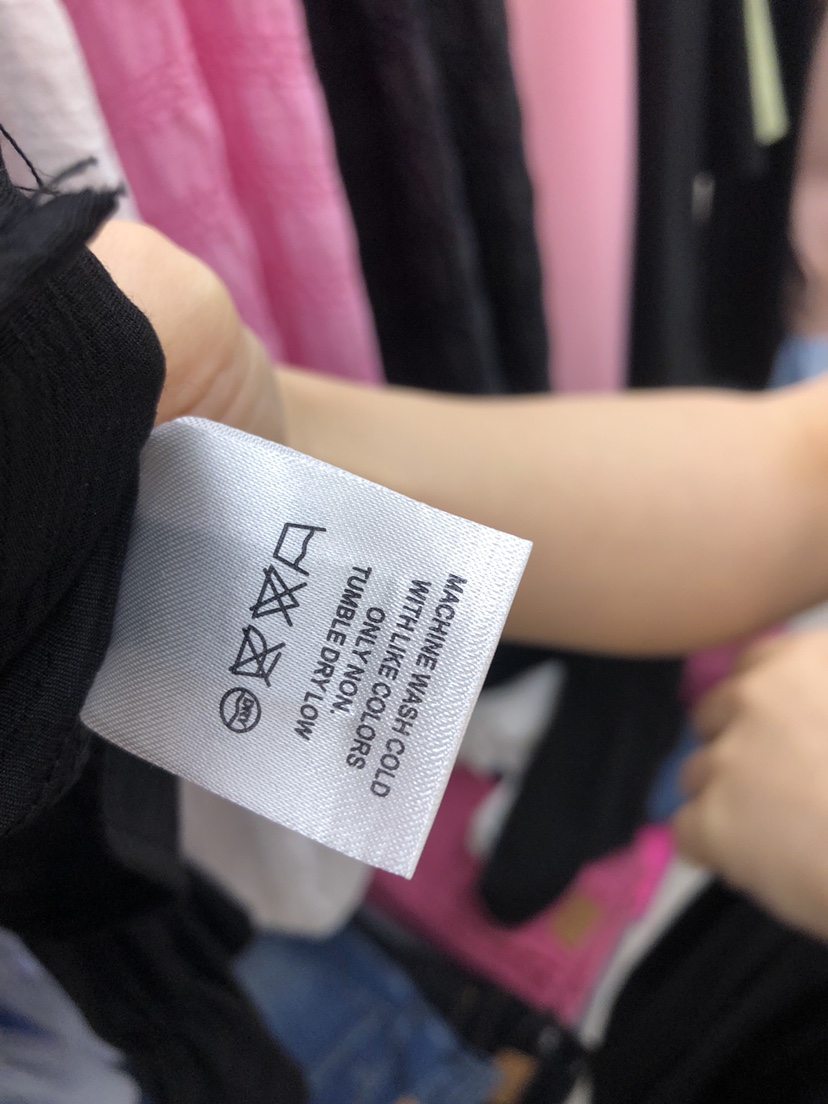 MACHINE WASH COLD
WITH LIKE COLORS
ONLY NON.
TUMBLE DRY LOW
DRY